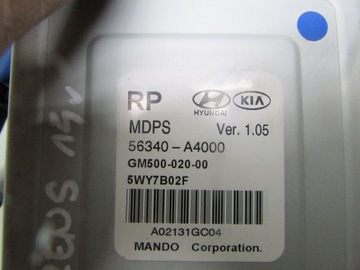 RP HYUNDAI KIA
MDPS Ver. 1.05
56340-A4000
GM500-020-00
5WY7B02F
A02131GC04
MANDO Corporation.